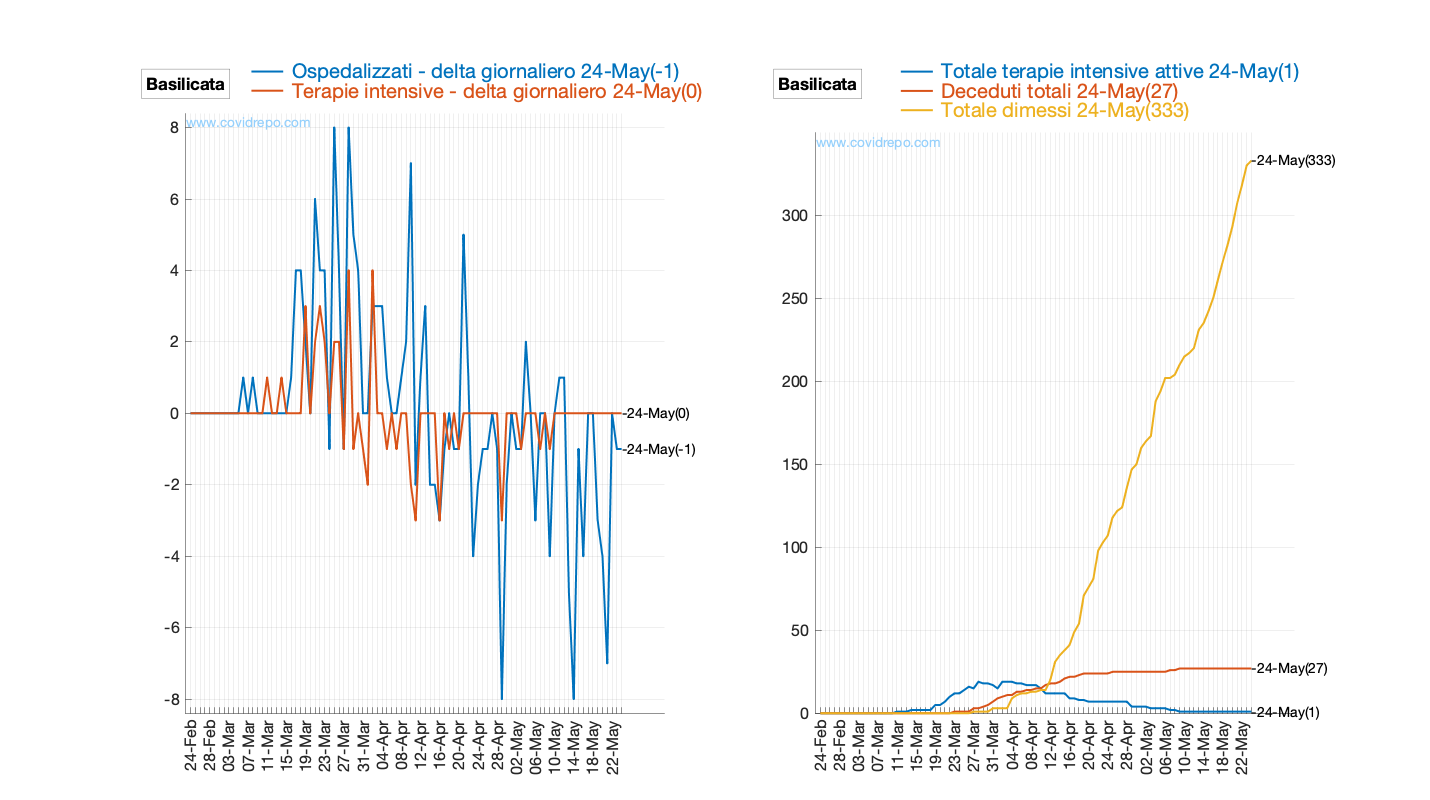 Basilicata
Ospedalizzati - delta giornaliero 24-May(-1)
Terapie intensive - delta giornaliero 24-May(0)
www.covidrepo.com
8
6
4
2
0
-2
-4
-6
-8
-24-May(0)
-24-May(-1)
24-Feb
28-Feb
03-Mar
07-Mar
11-Mar
15-Mar
19-Mar
23-Mar
27-Mar
31-Mar
04-Apr
08-Apr
12-Apr
16-Apr
20-Apr
24-Apr
28-Apr
02-May
06-May
10-May
14-May
18-May
22-May
Basilicata
Totale terapie intensive attive 24-May(1)
Deceduti totali 24-May(27)
Totale dimessi 24-May(333)
www.covidrepo.com
300
250
200
150
100
50
0
-24-May(333)
-24-May(27)
-24-May(1)
24-Feb
28-Feb
03-Mar
07-Mar
11-Mar
15-Mar
19-Mar
23-Mar
27-Mar
31-Mar
04-Apr
08-Apr
12-Apr
16-Apr
20-Apr
24-Apr
28-Apr
02-May
06-May
10-May
14-May
18-May
22-May